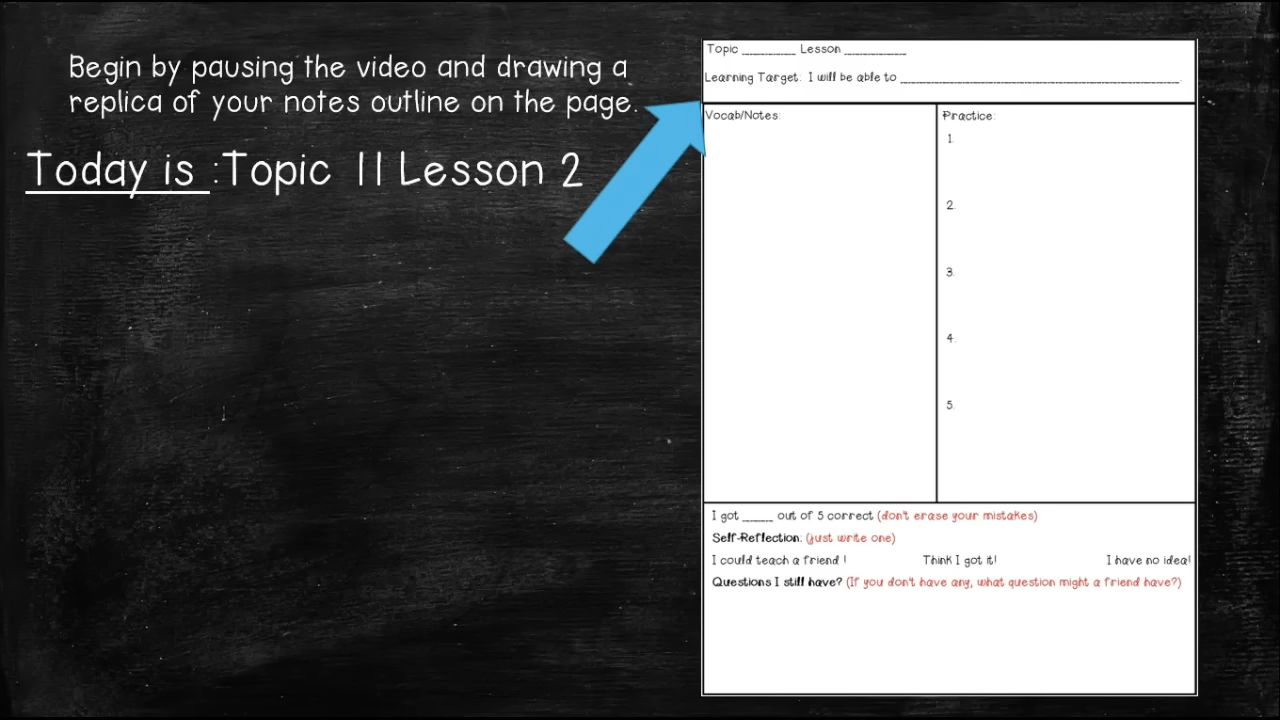 Begin by pausing the video and drawing a
replica of your notes outline on the page.
Today is :Topic 11 Lesson 2
Topic ________ Lesson _________
Learning Target: I will be able to ______________________________________________.
Vocab/Notes:
Practice:
1.
2.
3.
4.
5.
I got _____ out of 5 correct (don't erase your mistakes)
Self-Reflection: (just write one)
I could teach a friend ! Think I got it! I have no idea!
Questions I still have? (If you don't have any, what question might a friend have?)